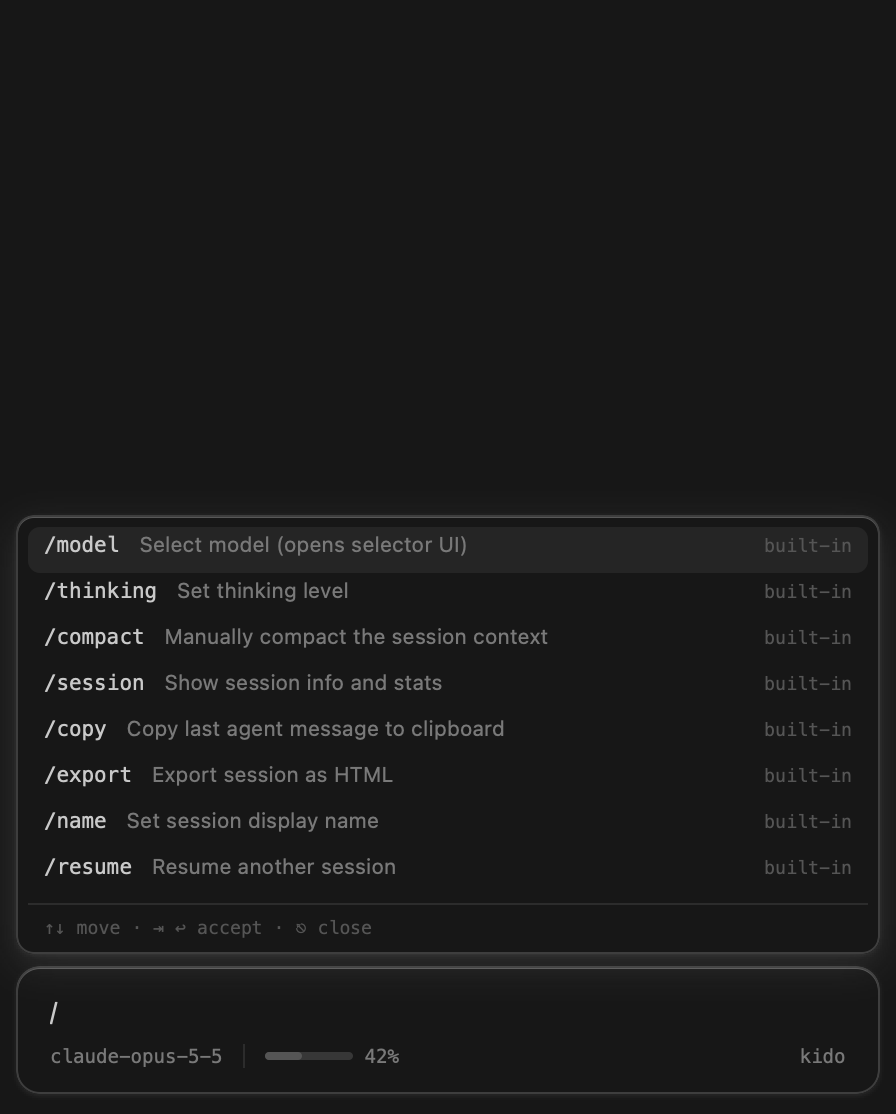 /model Select model (opens selector UI) built-in
/thinking Set thinking level built-in
/compact Manually compact the session context built-in
/session Show session info and stats built-in
/copy Copy last agent message to clipboard built-in
/export Export session as HTML built-in
/name Set session display name built-in
/resume Resume another session built-in
↑↓ move · ⇥ ↩ accept · ⎋ close
/
claude-opus-5-5 42% kido